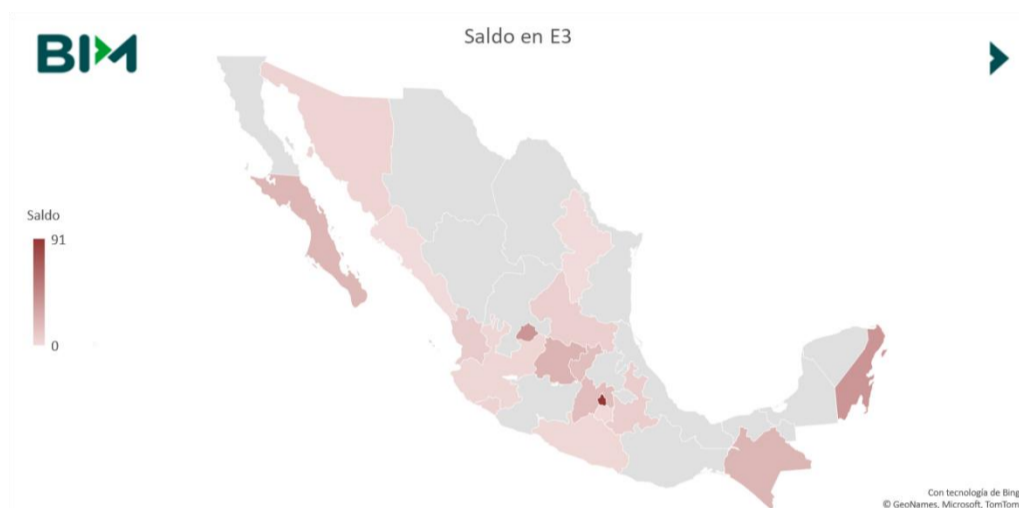 BIM
Saldo en E3
Saldo
91
0
Con tecnología de Bing
© GeoNames, Microsoft, TomTom